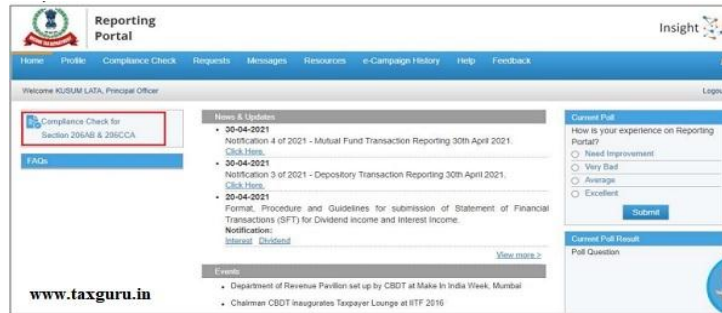 Reporting
Portal
Insight
Home Profile Compliance Check Requests Messages Resources e-Campaign History Help Feedback
Welcome KUSUM LATA, Principal Officer
Logou
Compliance Check for
Section 206AB & 206CCA
FAQs
News & Updates
• 30-04-2021
Notification 4 of 2021 - Mutual Fund Transaction Reporting 30th April 2021.
Click Here.
• 30-04-2021
Notification 3 of 2021 - Depository Transaction Reporting 30th April 2021.
Click Here.
• 20-04-2021
Format, Procedure and Guidelines for submission of Statement of Financial
Transactions (SFT) for Dividend income and Interest Income.
Notification:
Interest Dividend
View more >
Events
• Department of Revenue Pavilion set up by CBDT at Make In India Week, Mumbai
• Chairman CBDT inaugurates Taxpayer Lounge at IITF 2016
Current Poll
How is your experience on Reporting
Portal?
Need Improvement
Very Bad
Average
Excellent
Submit
Current Poll Result
Poll Question
www.taxguru.in